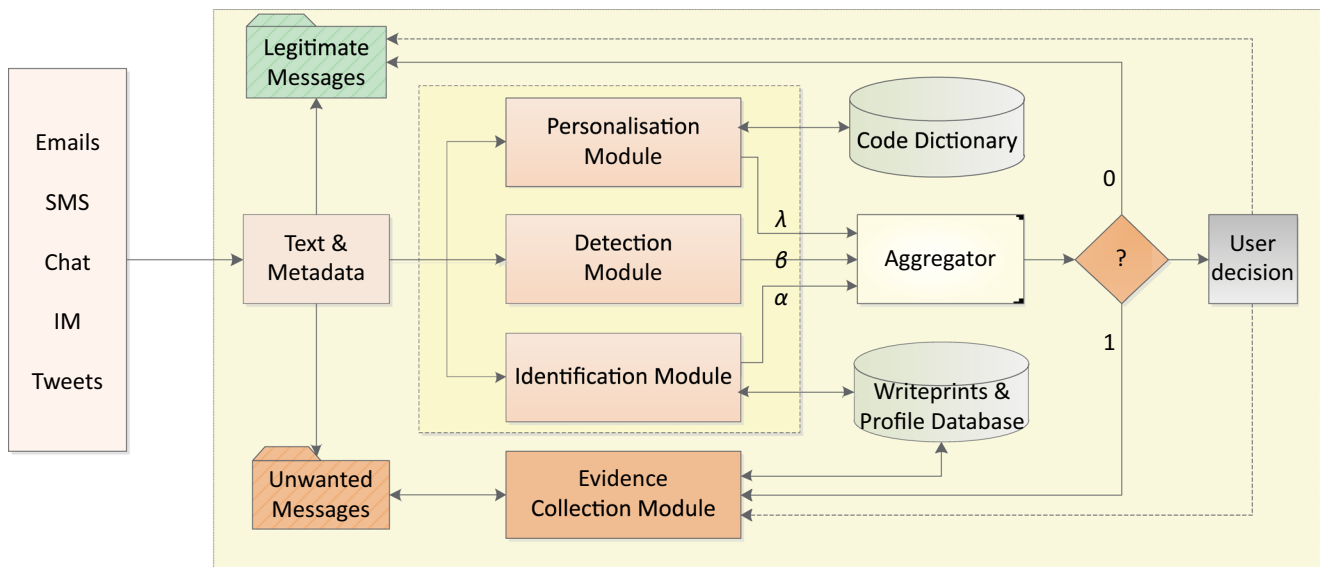 Emails
SMS
Chat
IM
Tweets
Legitimate
Messages
Text &
Metadata
Unwanted
Messages
Personalisation
Module
Detection
Module
Identification Module
Evidence
Collection Module
λ
β
α
Code Dictionary
Aggregator
Writeprints &
Profile Database
?
0
1
User
decision